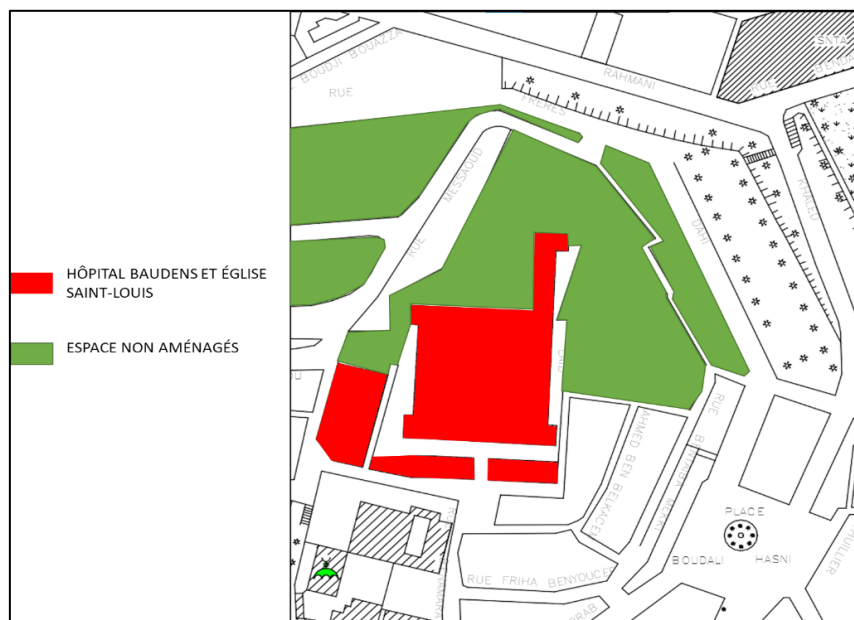 HÔPITAL BAUDENS ET ÉGLISE
SAINT-LOUIS
ESPACE NON AMÉNAGÉS
BOUDJI BOUAZZA
RUE
RUE MESSAOUD
FRERES
RAHMANI
SNTA
RUE
KHALED
DAHI
RUE
AHMED BEN BELKACEM
MEKKI
PLACE
BOUDALI HASNI
RUE FRIHA BENYOUCEF